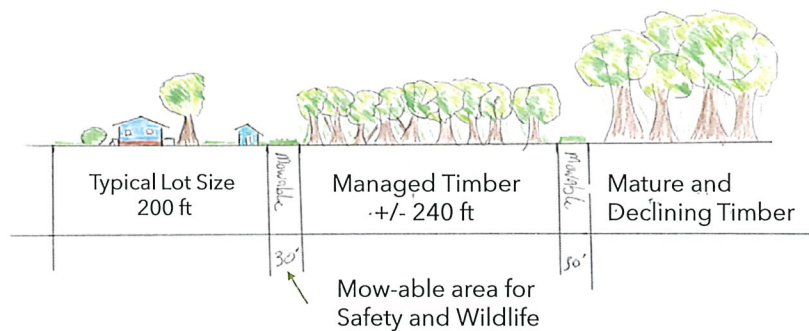 Typical Lot Size
200 ft
Mowable
Managed Timber
+/- 240 ft
Mowable
Mature and
Declining Timber
30'
Mow-able area for
Safety and Wildlife